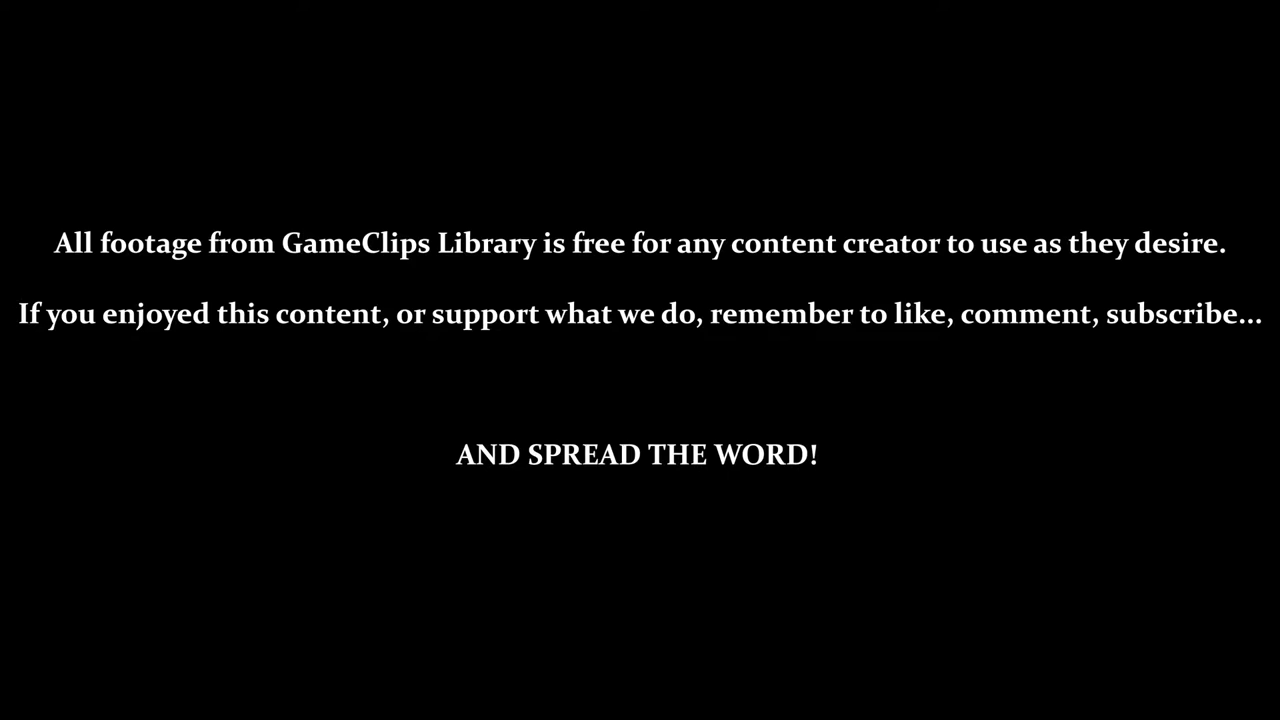 All footage from GameClips Library is free for any content creator to use as they desire.
If you enjoyed this content, or support what we do, remember to like, comment, subscribe...
AND SPREAD THE WORD!